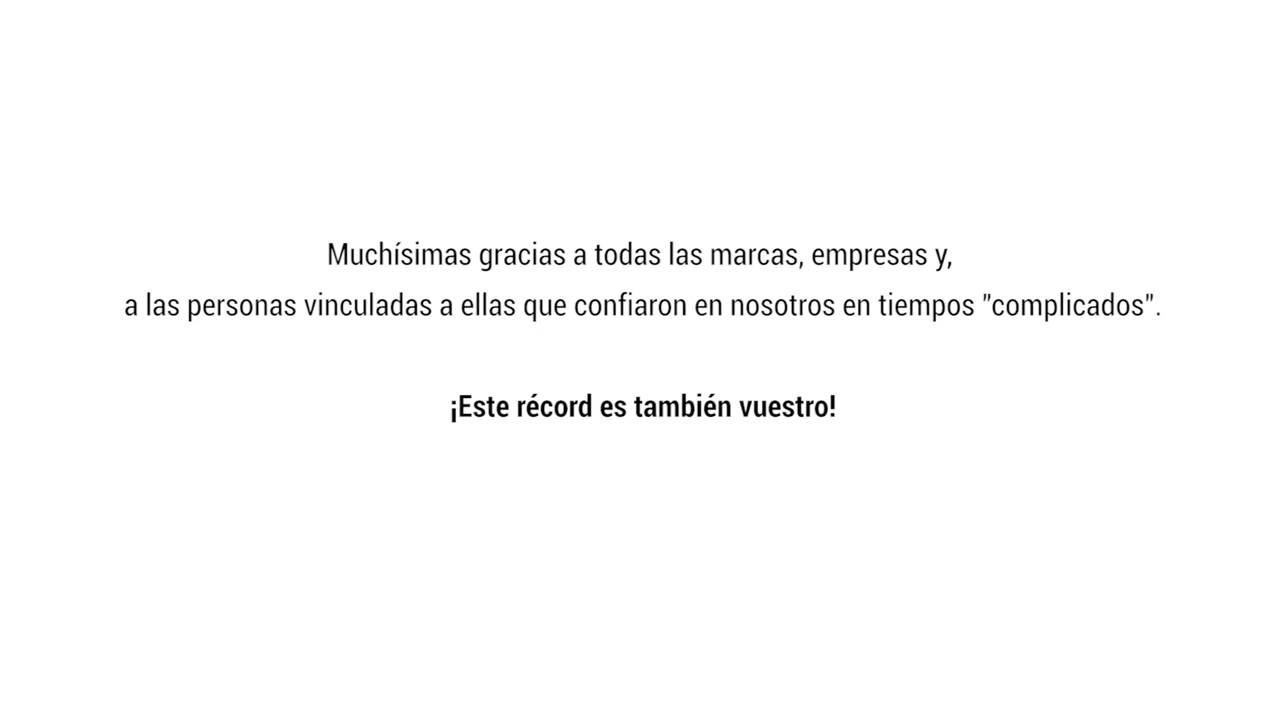 Muchísimas gracias a todas las marcas, empresas y,
a las personas vinculadas a ellas que confiaron en nosotros en tiempos "complicados".
¡Este récord es también vuestro!